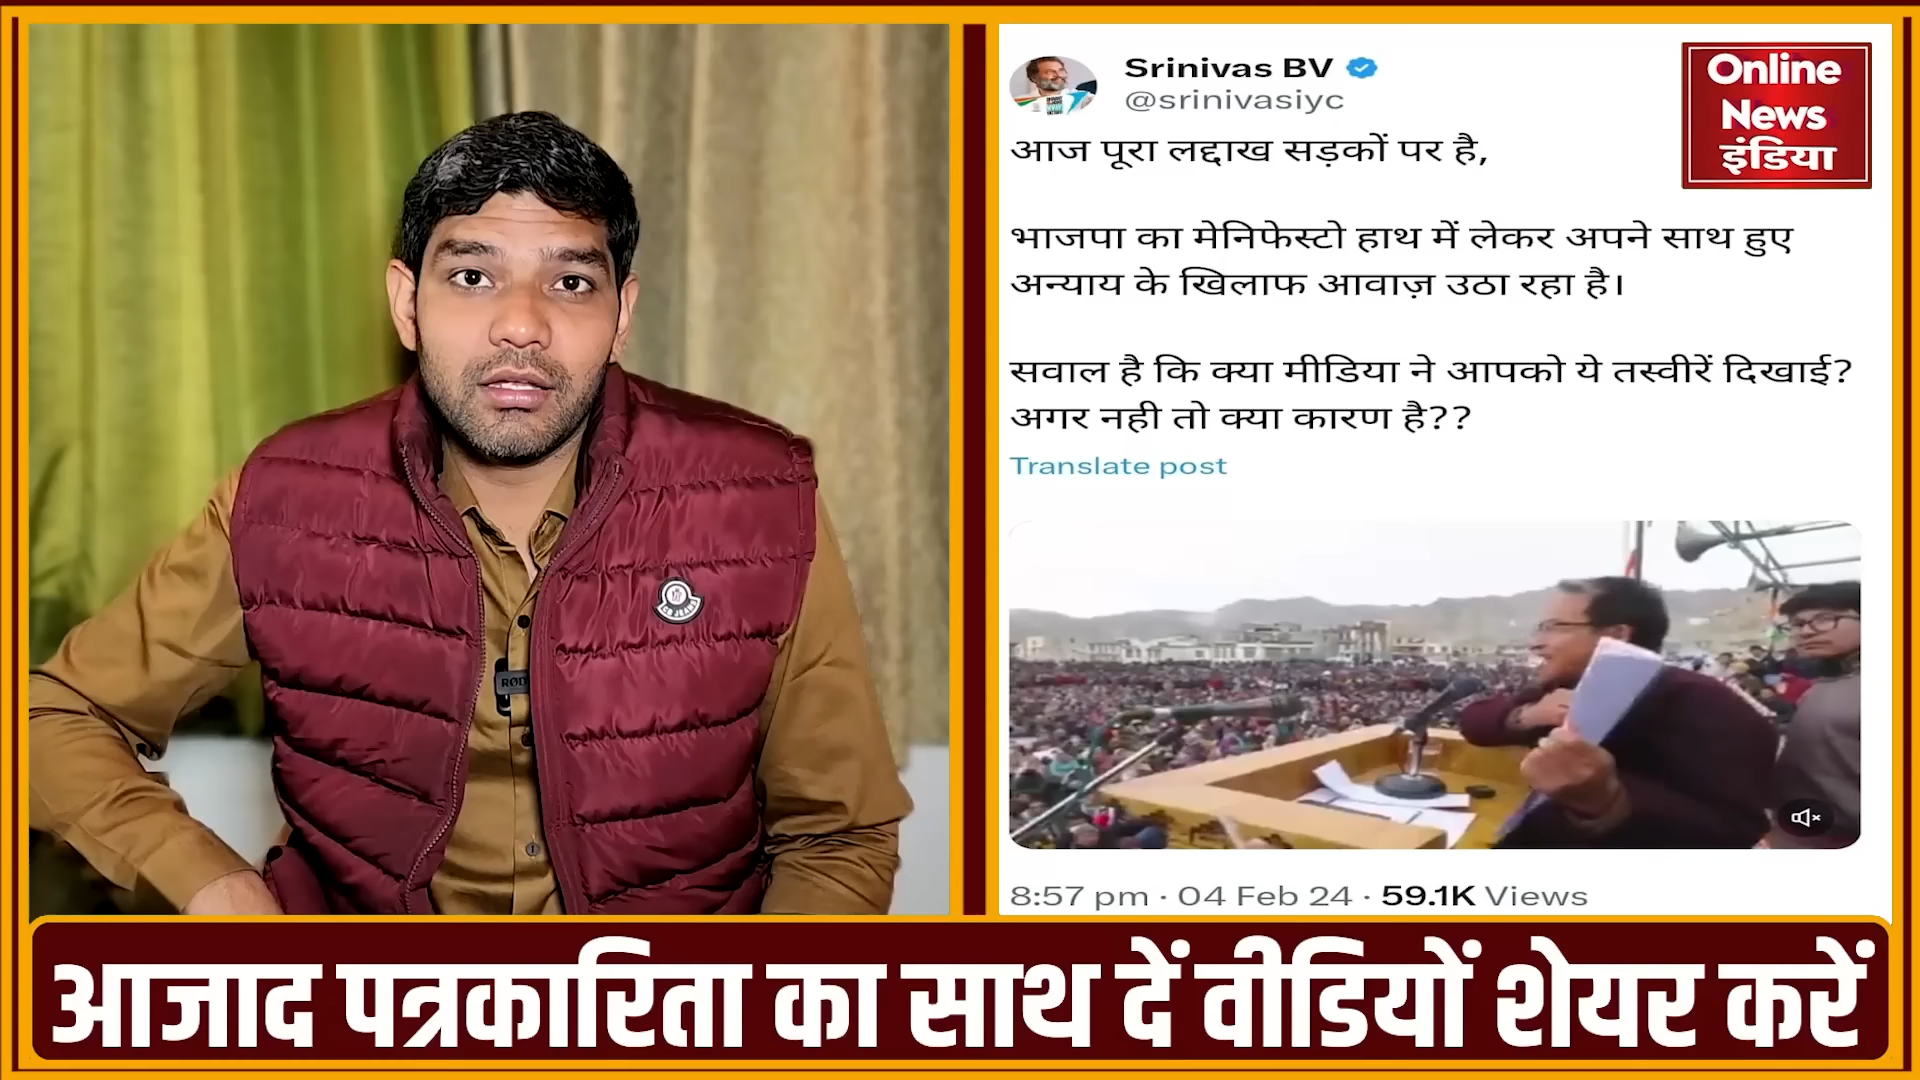 Srinivas BV
@srinivasiyc
Online
News
इंडिया
आज पूरा लद्दाख सड़कों पर है,
भाजपा का मेनिफेस्टो हाथ में लेकर अपने साथ हुए
अन्याय के खिलाफ आवाज़ उठा रहा है।
सवाल है कि क्या मीडिया ने आपको ये तस्वीरें दिखाई?
अगर नही तो क्या कारण है??
Translate post
8:57 pm · 04 Feb 24 · 59.1K Views
आजाद पत्रकारिता का साथ दें वीडियों शेयर करें